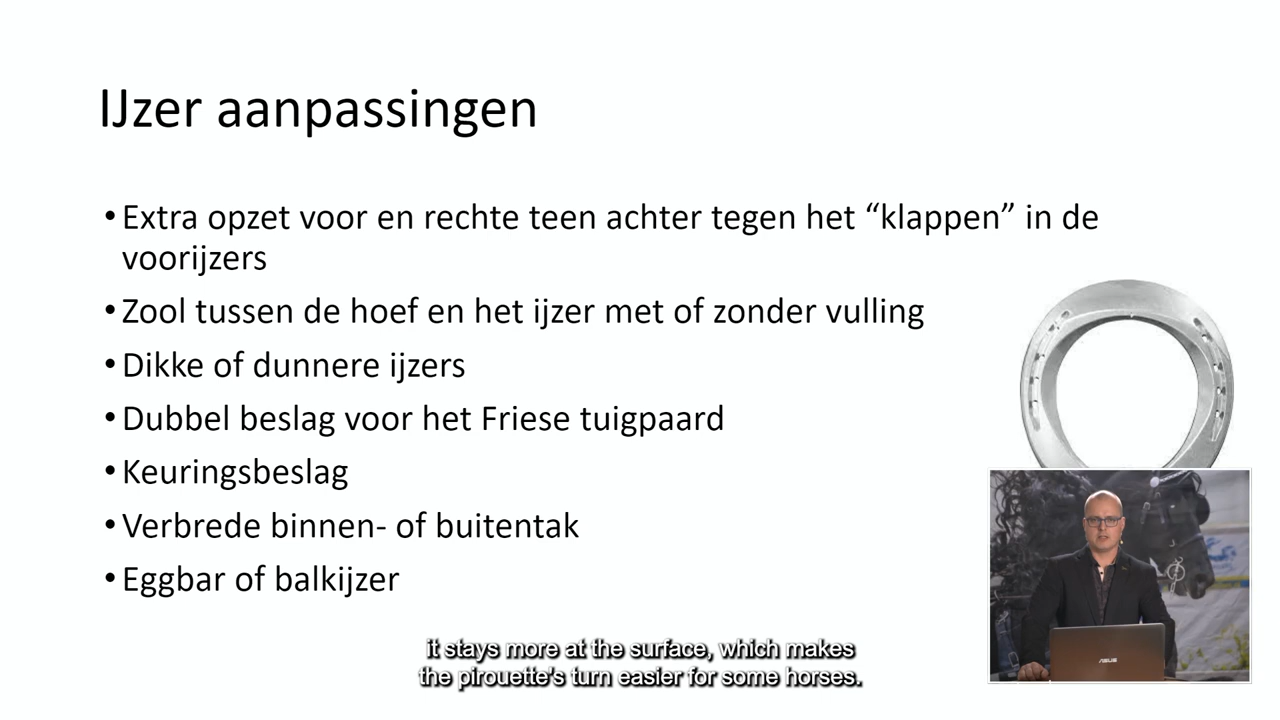 IJzer aanpassingen
• Extra opzet voor en rechte teen achter tegen het “klappen” in de
voorijzers
• Zool tussen de hoef en het ijzer met of zonder vulling
• Dikke of dunnere ijzers
• Dubbel beslag voor het Friese tuigpaard
• Keuringsbeslag
• Verbrede binnen- of buitentak
• Eggbar of balkijzer
ASUS
it stays more at the surface, which makes
the pirouette's turn easier for some horses.